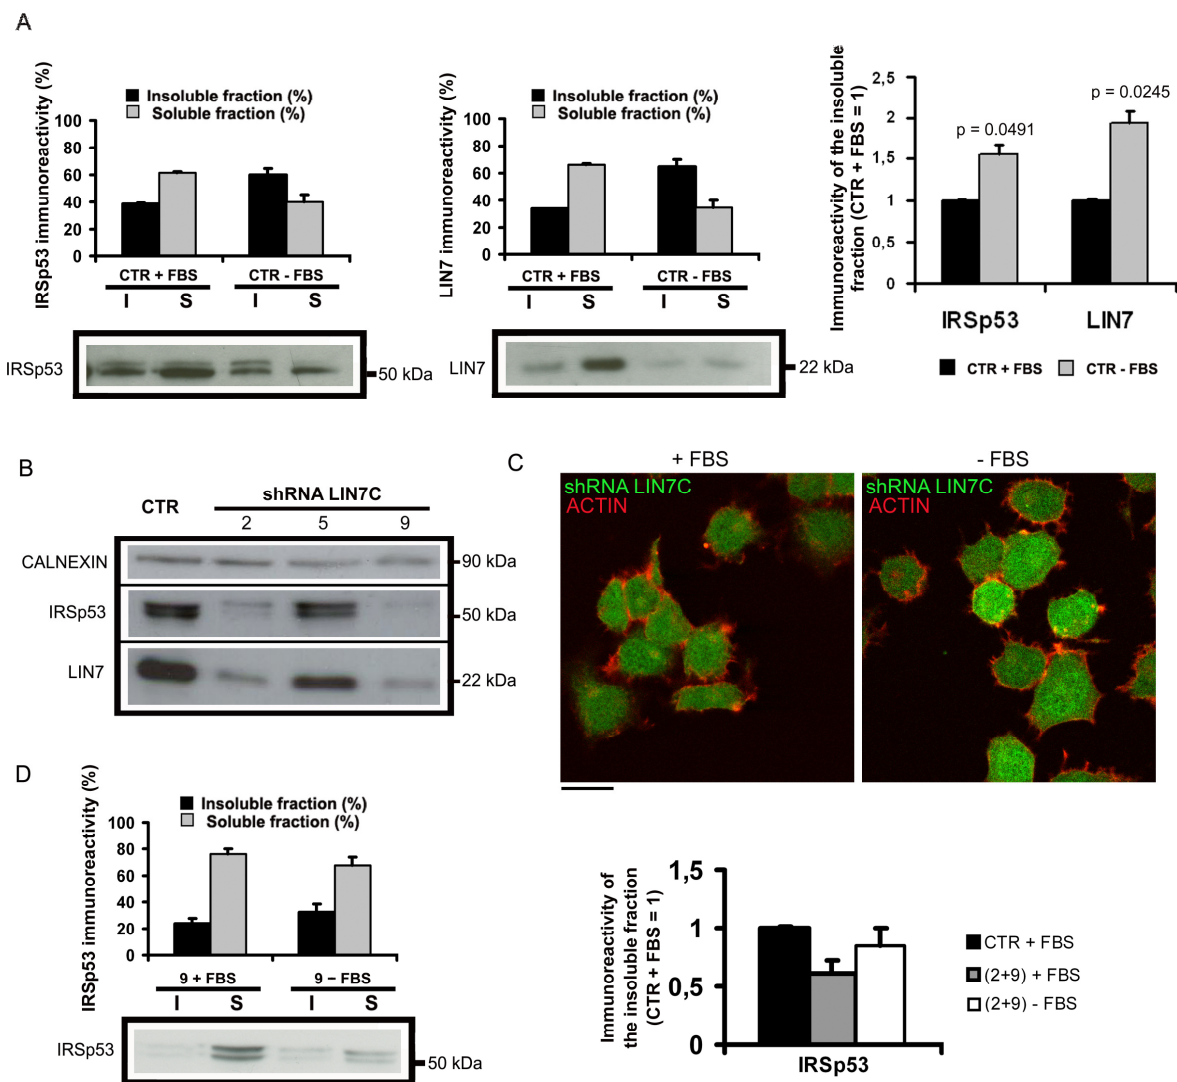 A
IRSp53 immunoreactivity (%)
Insoluble fraction (%)
Soluble fraction (%)
100
80
60
40
20
0
CTR + FBS
CTR - FBS
I
S
I
S
IRSp53
50 kDa
LIN7 immunoreactivity (%)
Insoluble fraction (%)
Soluble fraction (%)
100
80
60
40
20
0
CTR + FBS
CTR - FBS
I
S
I
S
LIN7
22 kDa
Immunoreactivity of the insoluble
fraction (CTR + FBS = 1)
2,5
2
1,5
1
0,5
0
p = 0.0491
p = 0.0245
IRSp53
LIN7
CTR + FBS
CTR - FBS
B
CTR
shRNA LIN7C
2
5
9
CALNEXIN
90 kDa
IRSp53
50 kDa
LIN7
22 kDa
C
+ FBS
shRNA LIN7C
ACTIN
- FBS
shRNA LIN7C
ACTIN
D
IRSp53 immunoreactivity (%)
Insoluble fraction (%)
Soluble fraction (%)
100
80
60
40
20
0
9 + FBS
9 – FBS
I
S
I
S
IRSp53
50 kDa
Immunoreactivity of
the insoluble fraction
(CTR + FBS = 1)
1,5
1
0,5
0
IRSp53
CTR + FBS
(2+9) + FBS
(2+9) - FBS